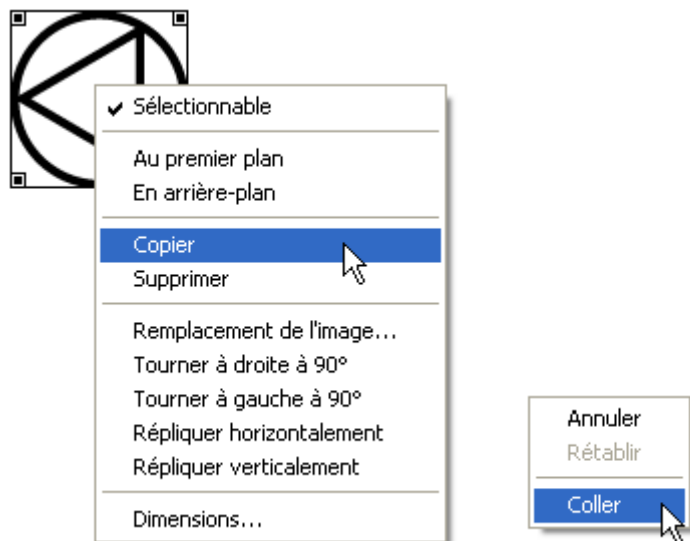 Sélectionnable
Au premier plan
En arrière-plan
Copier
Supprimer
Remplacement de l'image...
Tourner à droite à 90°
Tourner à gauche à 90°
Répliquer horizontalement
Répliquer verticalement
Dimensions...
Annuler
Rétablir
Coller